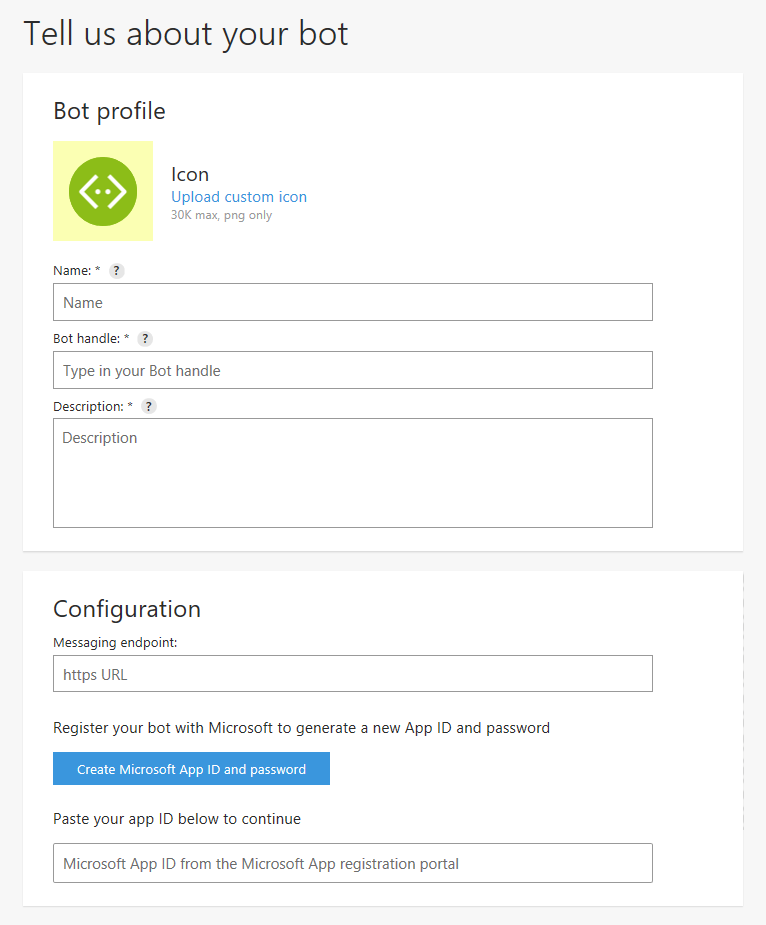 Tell us about your bot
Bot profile
Icon
Upload custom icon
30K max, png only
Name: * ?
Name
Bot handle: * ?
Type in your Bot handle
Description: * ?
Description
Configuration
Messaging endpoint:
https URL
Register your bot with Microsoft to generate a new App ID and password
Create Microsoft App ID and password
Paste your app ID below to continue
Microsoft App ID from the Microsoft App registration portal